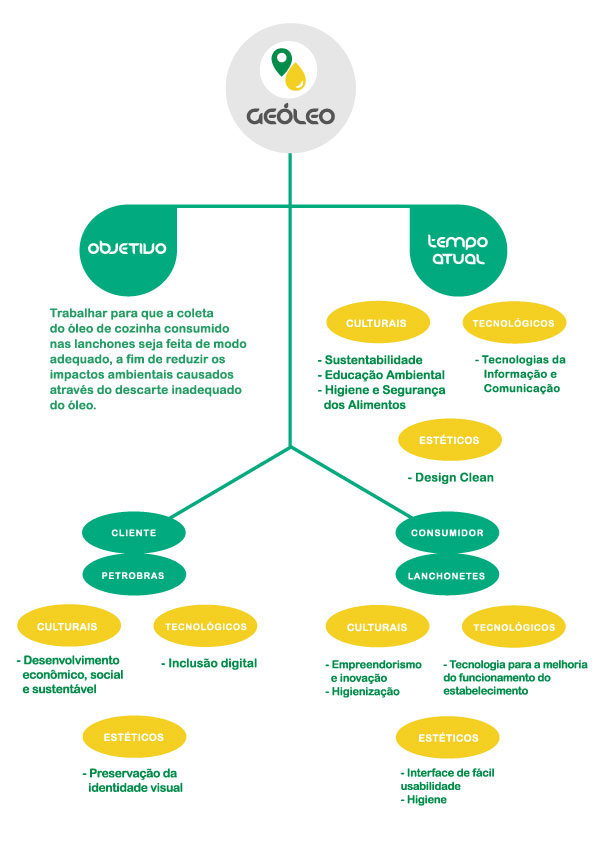 GEÓLEO
OBJETIVO
Trabalhar para que a coleta
do óleo de cozinha consumido
nas lanchones seja feita de modo
adequado, a fim de reduzir os
impactos ambientais causados
através do descarte inadequado
do óleo.
TEMPO
ATUAL
CULTURAIS
- Sustentabilidade
- Educação Ambiental
- Higiene e Segurança
dos Alimentos
TECNOLÓGICOS
- Tecnologias da
Informação e
Comunicação
ESTÉTICOS
- Design Clean
CLIENTE
PETROBRAS
CULTURAIS
- Desenvolvimento
econômico, social
e sustentável
TECNOLÓGICOS
- Inclusão digital
ESTÉTICOS
- Preservação da
identidade visual
CONSUMIDOR
LANCHONETES
CULTURAIS
- Empreendorismo
e inovação
- Higienização
TECNOLÓGICOS
- Tecnologia para a melhoria
do funcionamento do
estabelecimento
ESTÉTICOS
- Interface de fácil
usabilidade
- Higiene